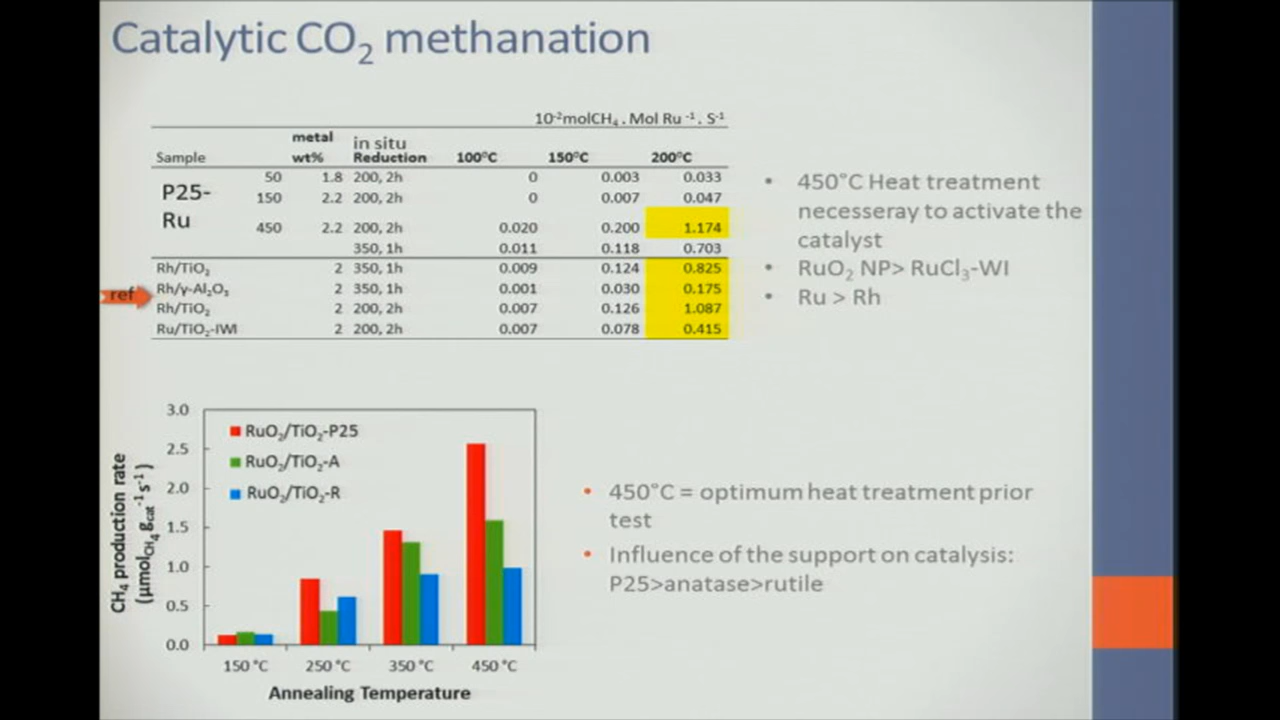 Catalytic CO₂ methanation
10⁻²molCH₄ . Mol Ru ⁻¹ . S⁻¹
Sample metal wt% in situ Reduction 100°C 150°C 200°C
P25-Ru
50 1.8 200, 2h 0 0.003 0.033
150 2.2 200, 2h 0 0.007 0.047
450 2.2 200, 2h 0.020 0.200 1.174
350, 1h 0.011 0.118 0.703
Rh/TiO₂ 2 350, 1h 0.009 0.124 0.825
ref
Rh/γ-Al₂O₃ 2 350, 1h 0.001 0.030 0.175
Rh/TiO₂ 2 200, 2h 0.007 0.126 1.087
Ru/TiO₂-IWI 2 200, 2h 0.007 0.078 0.415
• 450°C Heat treatment
necesseray to activate the
catalyst
• RuO₂ NP> RuCl₃-WI
• Ru > Rh
CH₄ production rate
(µmol_CH₄ g_cat⁻¹ s⁻¹)
3.0
2.5
2.0
1.5
1.0
0.5
0.0
RuO₂/TiO₂-P25
RuO₂/TiO₂-A
RuO₂/TiO₂-R
150 °C 250 °C 350 °C 450 °C
Annealing Temperature
• 450°C = optimum heat treatment prior
test
• Influence of the support on catalysis:
P25>anatase>rutile